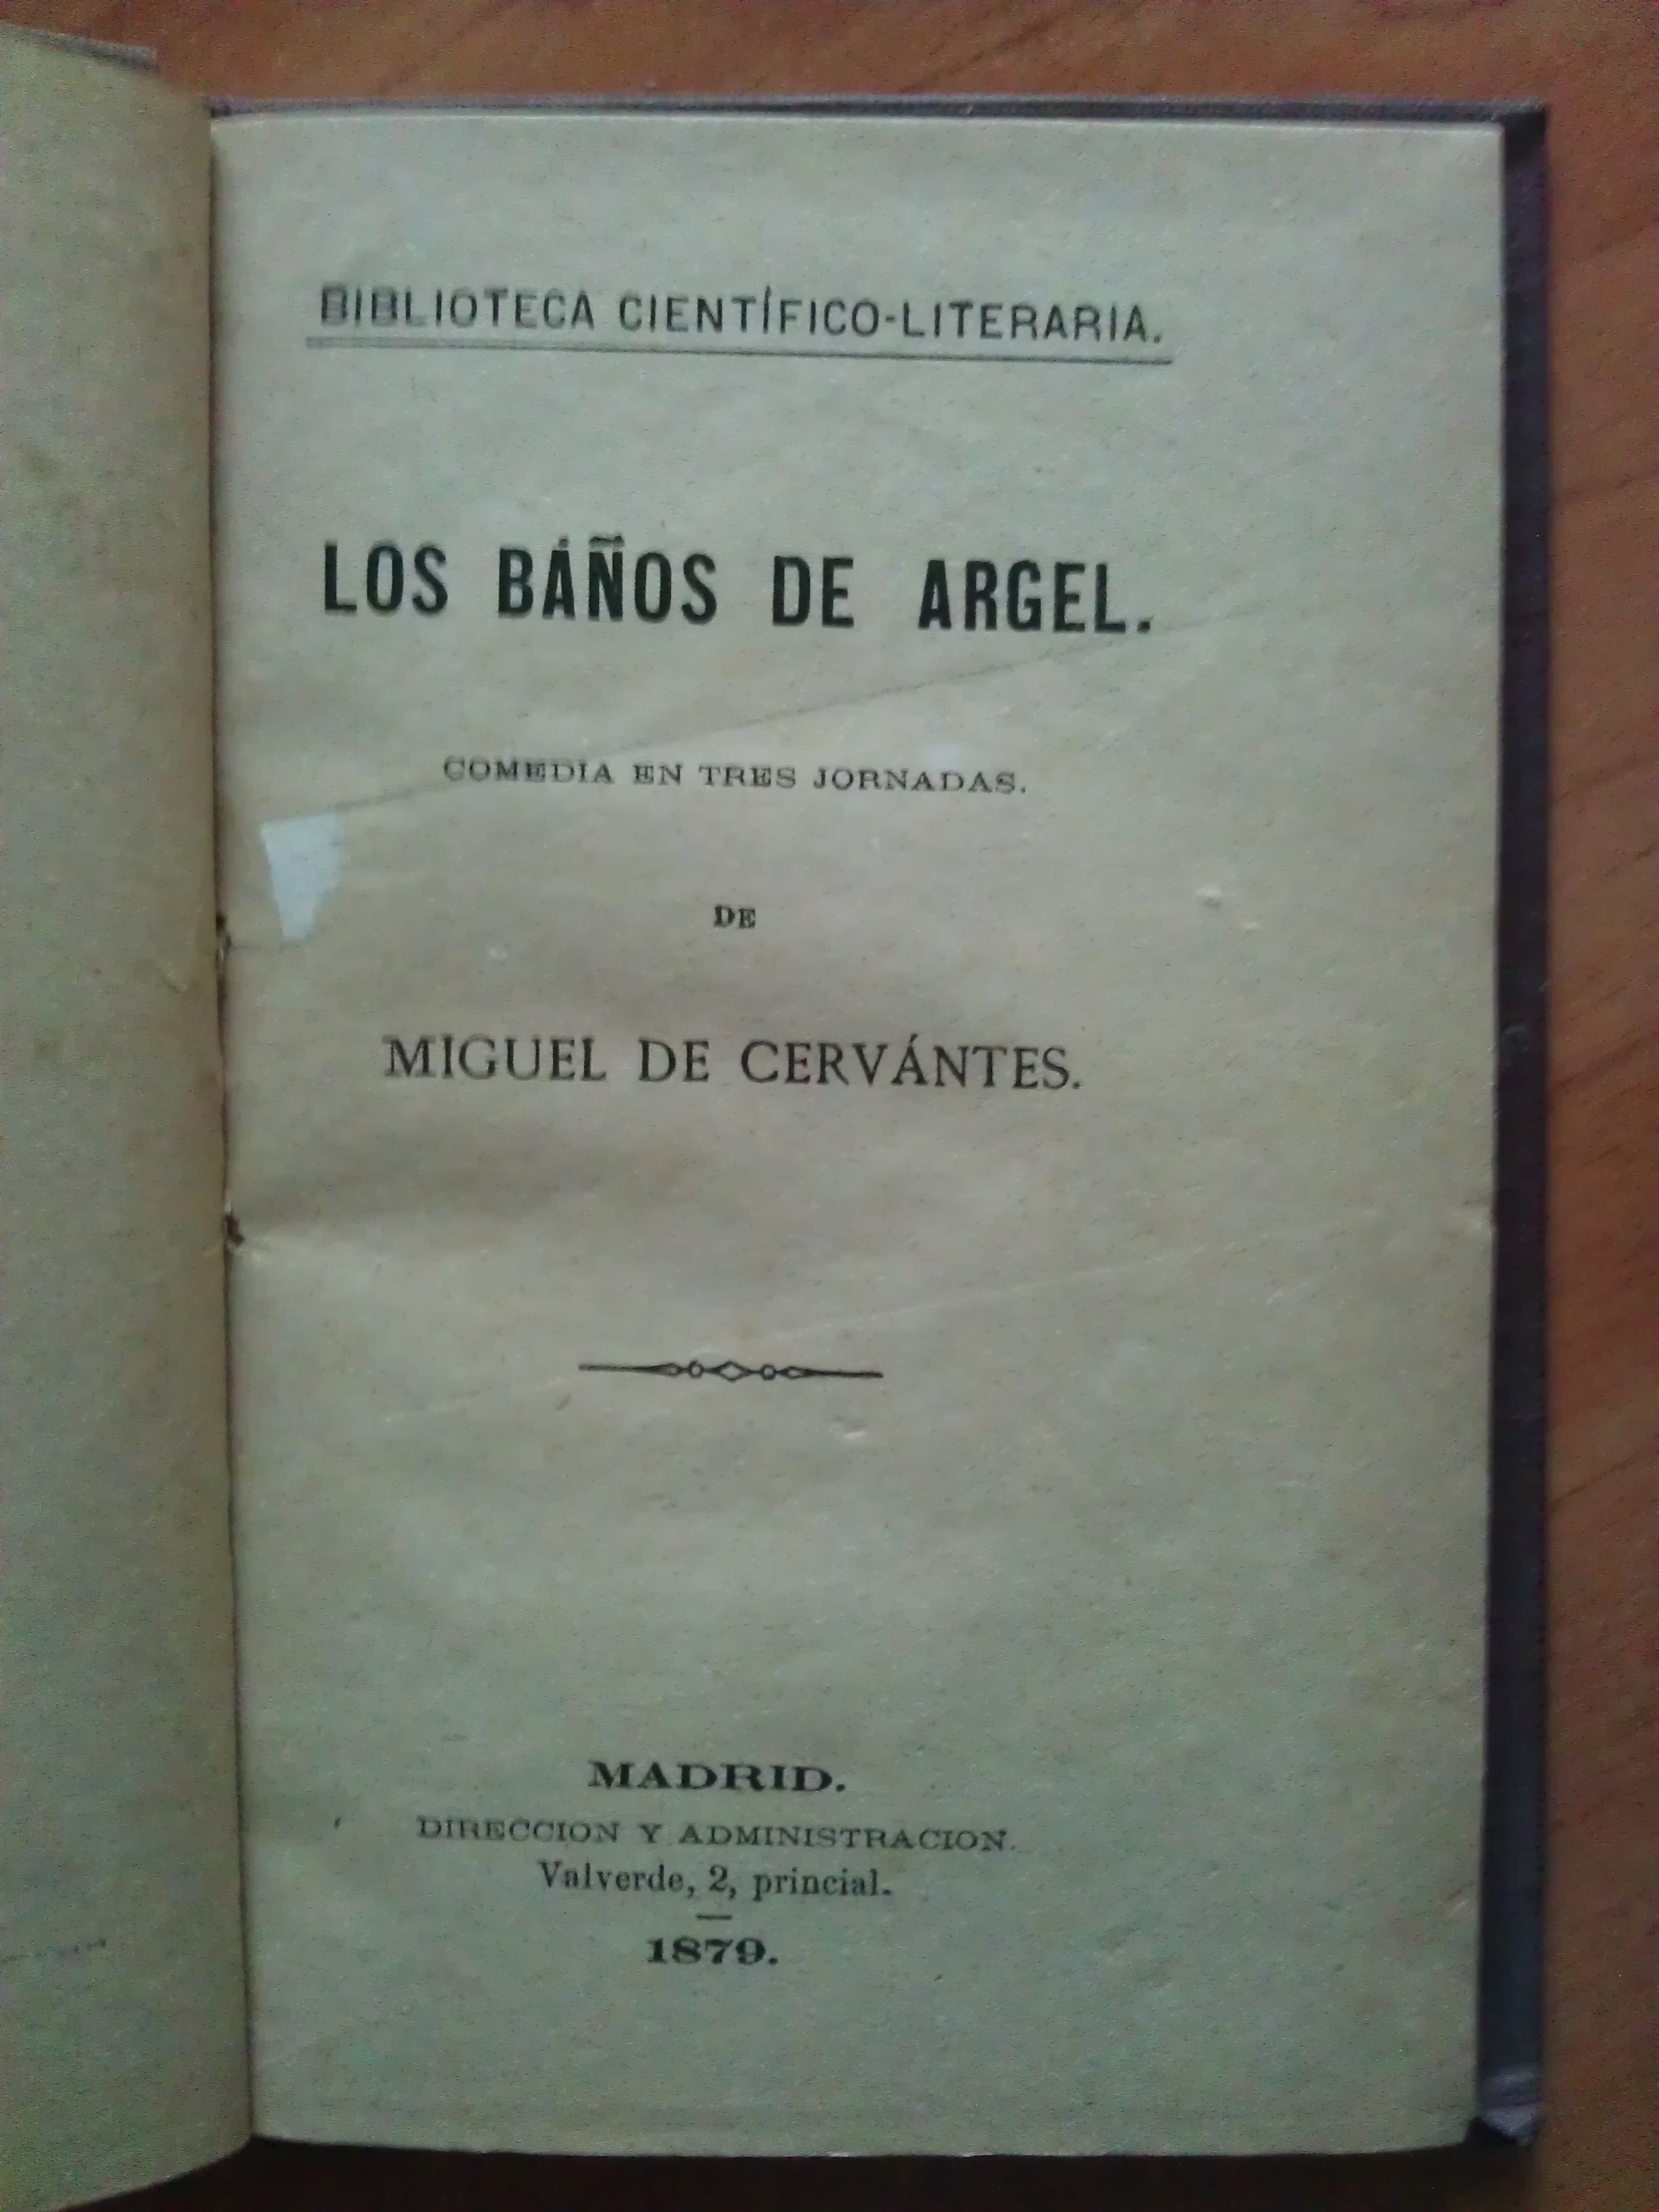 BIBLIOTECA CIENTÍFICO-LITERARIA.
LOS BÁÑOS DE ARGEL.
COMEDIA EN TRES JORNADAS.
DE
MIGUEL DE CERVÁNTES.
MADRID.
DIRECCION Y ADMINISTRACION.
Valverde, 2, princial.
1879.